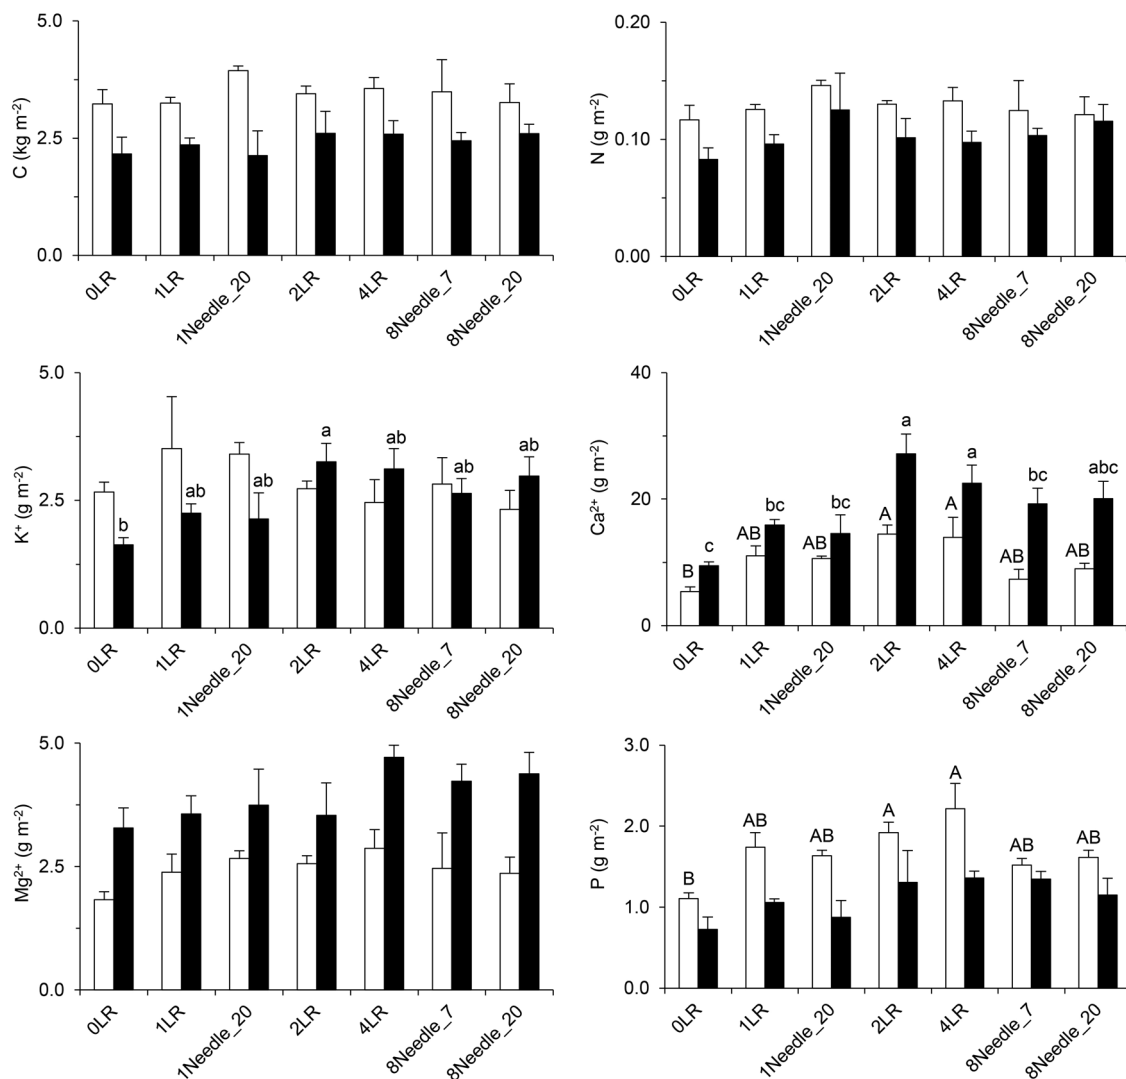 5.0
2.5
0.0
C (kg m⁻²)
0LR
1LR
1Needle_20
2LR
4LR
8Needle_7
8Needle_20
0.20
0.10
0.00
N (g m⁻²)
0LR
1LR
1Needle_20
2LR
4LR
8Needle_7
8Needle_20
5.0
2.5
0.0
K⁺ (g m⁻²)
b
ab
ab
a
ab
ab
ab
0LR
1LR
1Needle_20
2LR
4LR
8Needle_7
8Needle_20
40
30
20
10
0
Ca²⁺ (g m⁻²)
B
c
AB
bc
AB
bc
A
a
A
a
AB
bc
AB
abc
0LR
1LR
1Needle_20
2LR
4LR
8Needle_7
8Needle_20
5.0
2.5
0.0
Mg²⁺ (g m⁻²)
0LR
1LR
1Needle_20
2LR
4LR
8Needle_7
8Needle_20
3.0
2.0
1.0
0.0
P (g m⁻²)
B
AB
AB
A
A
AB
AB
0LR
1LR
1Needle_20
2LR
4LR
8Needle_7
8Needle_20